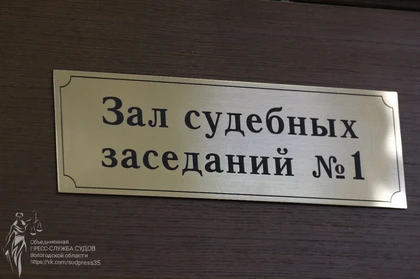 Зал судебных
заседаний №1
ОБЪЕДИНЕННАЯ
ПРЕСС-СЛУЖБА СУДОВ
Вологодской области
https://vk.com/sudpress35